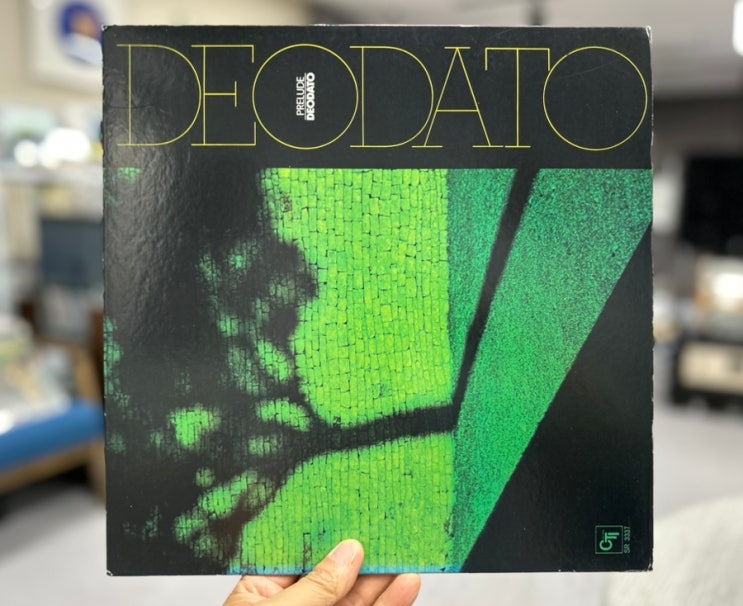 DEODATO
PRELUDE
DEODATO
CTI
SR 3337